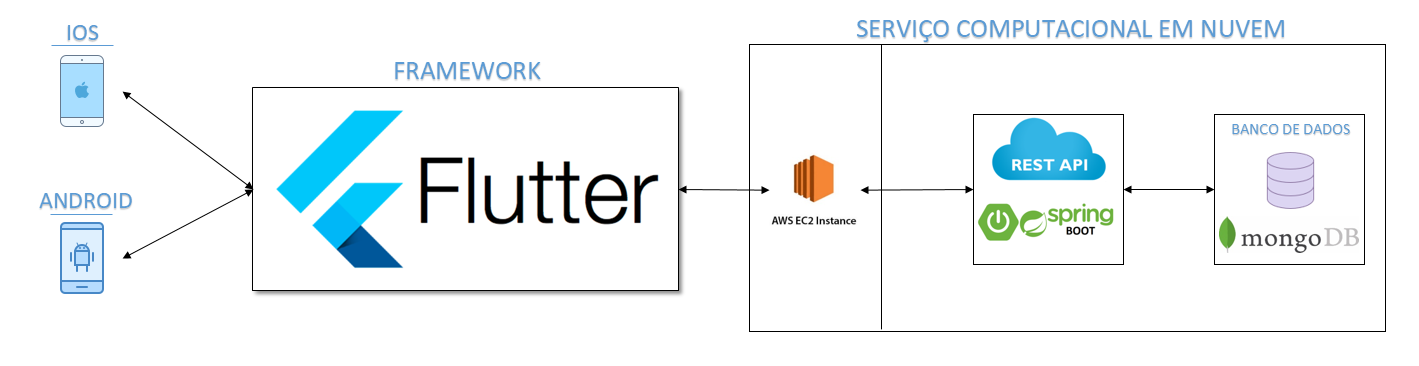 IOS
ANDROID
FRAMEWORK
Flutter
SERVIÇO COMPUTACIONAL EM NUVEM
AWS EC2 Instance
REST API
spring
BOOT
BANCO DE DADOS
mongoDB